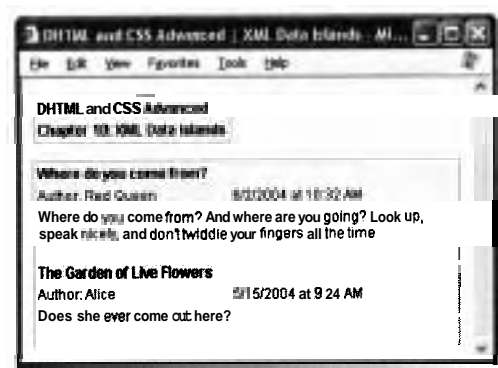 DHTML and CSS Advanced | XML Data Islands - Mi...
File Edit View Favorites Tools Help
DHTML and CSS Advanced
Chapter 10: XML Data Islands
Where do you come from?
Author: Red Queen 6/2/2004 at 10:32 AM
Where do you come from? And where are you going? Look up,
speak nicely, and don't twiddle your fingers all the time
The Garden of Live Flowers
Author: Alice 5/15/2004 at 9 24 AM
Does she ever come out here?